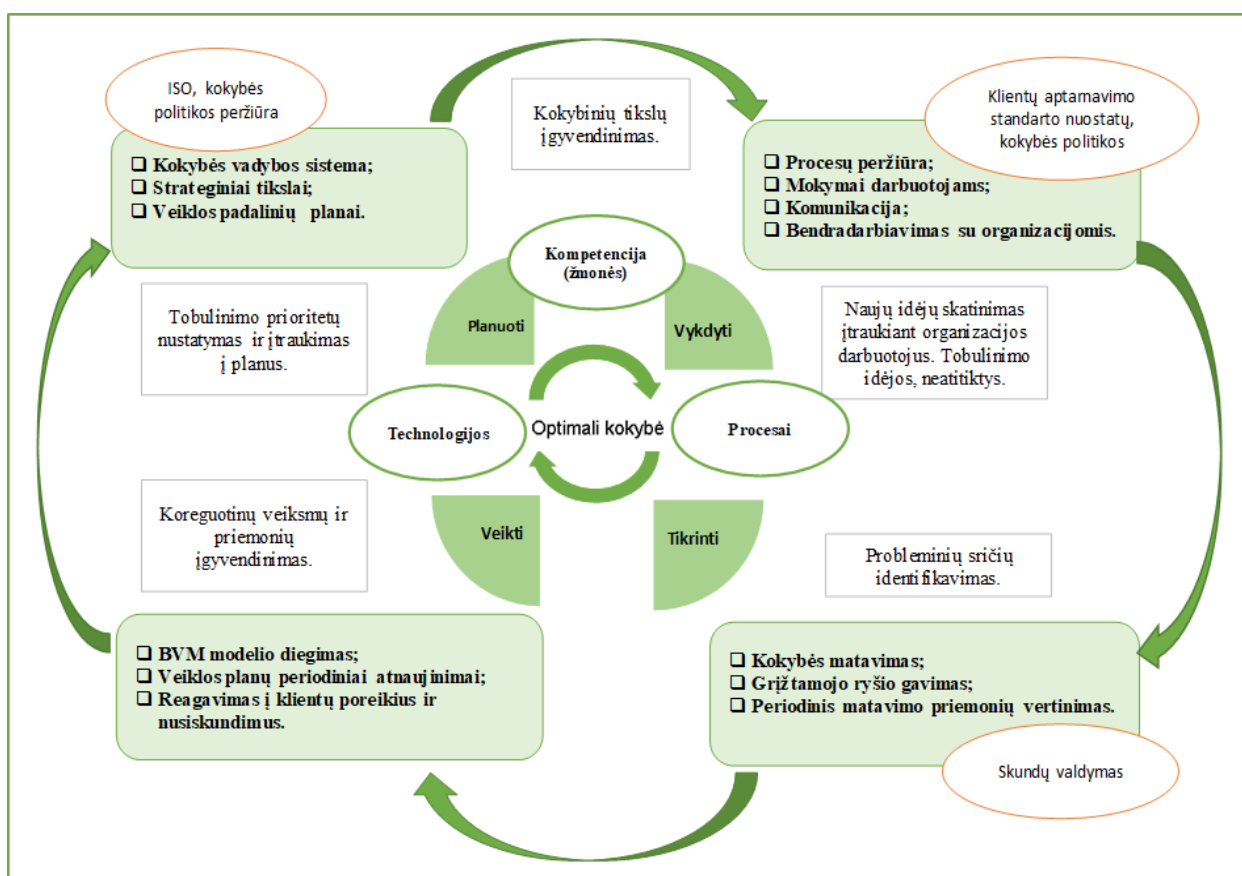 ISO, kokybės
politikos peržiūra
❑ Kokybės vadybos sistema;
❑ Strateginiai tikslai;
❑ Veiklos padalinių planai.
Kokybinių tikslų
įgyvendinimas.
Klientų aptarnavimo
standarto nuostatų,
kokybės politikos
❑ Procesų peržiūra;
❑ Mokymai darbuotojams;
❑ Komunikacija;
❑ Bendradarbiavimas su organizacijomis.
Kompetencija
(žmonės)
Planuoti
Vykdyti
Tobulinimo prioritetų
nustatymas ir įtraukimas
į planus.
Naujų idėjų skatinimas
įtraukiant organizacijos
darbuotojus. Tobulinimo
idėjos, neatitiktys.
Technologijos
Optimali kokybė
Procesai
Koreguotinų veiksmų ir
priemonių
įgyvendinimas.
Veikti
Tikrinti
Probleminių sričių
identifikavimas.
❑ BVM modelio diegimas;
❑ Veiklos planų periodiniai atnaujinimai;
❑ Reagavimas į klientų poreikius ir
nusiskundimus.
❑ Kokybės matavimas;
❑ Grįžtamojo ryšio gavimas;
❑ Periodinis matavimo priemonių vertinimas.
Skundų valdymas